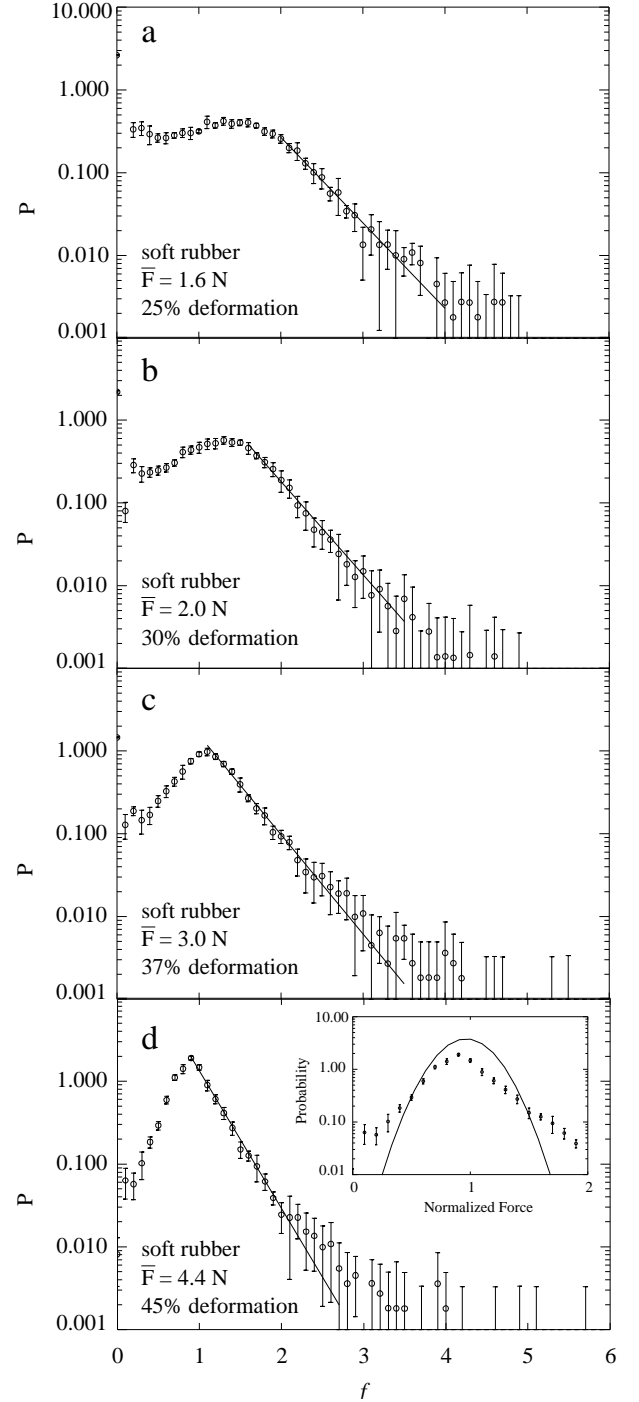 10.000
a
1.000
0.100
P
0.010
soft rubber
F̅ = 1.6 N
25% deformation
0.001
b
1.000
0.100
P
0.010
soft rubber
F̅ = 2.0 N
30% deformation
0.001
c
1.000
0.100
P
0.010
soft rubber
F̅ = 3.0 N
37% deformation
0.001
d
1.000
0.100
P
0.010
soft rubber
F̅ = 4.4 N
45% deformation
0.001
10.00
1.00
0.10
0.01
Probability
0 1 2
Normalized Force
0 1 2 3 4 5 6
f